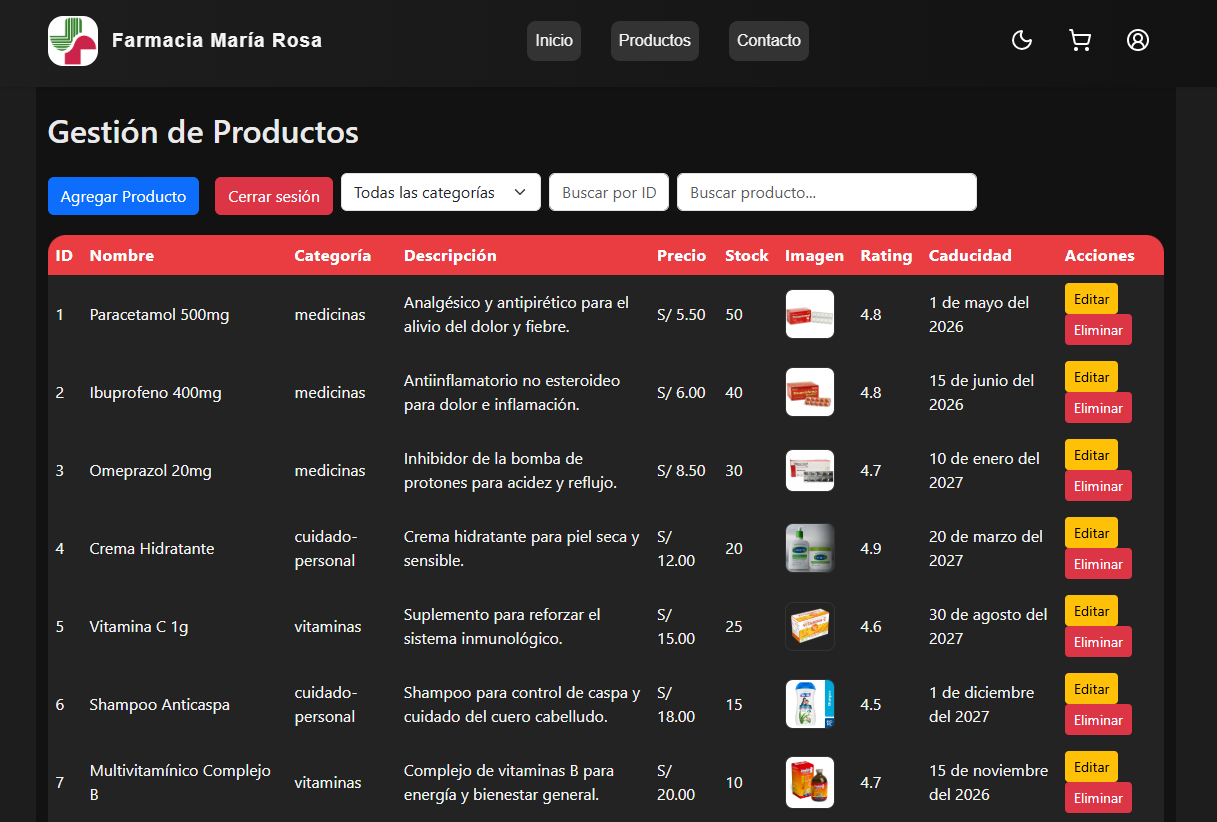 Farmacia María Rosa
Inicio
Productos
Contacto
Gestión de Productos
Agregar Producto
Cerrar sesión
Todas las categorías
Buscar por ID
Buscar producto...
ID Nombre Categoría Descripción Precio Stock Imagen Rating Caducidad Acciones
1 Paracetamol 500mg medicinas Analgésico y antipirético para el S/ 5.50 50 4.8 1 de mayo del Editar
alivio del dolor y fiebre. 2026 Eliminar
2 Ibuprofeno 400mg medicinas Antiinflamatorio no esteroideo S/ 6.00 40 4.8 15 de junio del Editar
para dolor e inflamación. 2026 Eliminar
3 Omeprazol 20mg medicinas Inhibidor de la bomba de S/ 8.50 30 4.7 10 de enero del Editar
protones para acidez y reflujo. 2027 Eliminar
4 Crema Hidratante cuidado- Crema hidratante para piel seca y S/ 20 4.9 20 de marzo del Editar
personal sensible. 12.00 2027 Eliminar
5 Vitamina C 1g vitaminas Suplemento para reforzar el S/ 25 4.6 30 de agosto del Editar
sistema inmunológico. 15.00 2027 Eliminar
6 Shampoo Anticaspa cuidado- Shampoo para control de caspa y S/ 15 4.5 1 de diciembre Editar
personal cuidado del cuero cabelludo. 18.00 del 2027 Eliminar
7 Multivitamínico Complejo vitaminas Complejo de vitaminas B para S/ 10 4.7 15 de noviembre Editar
B energía y bienestar general. 20.00 del 2026 Eliminar